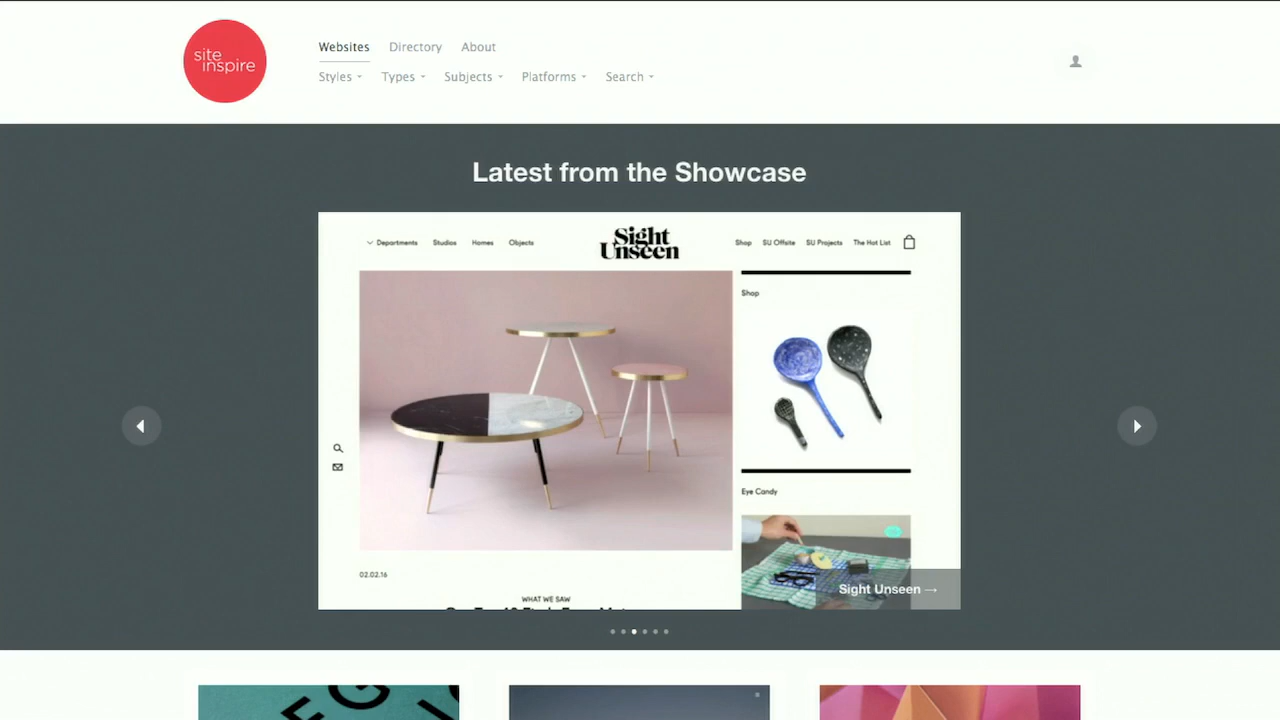 site
inspire
Websites Directory About
Styles Types Subjects Platforms Search
Latest from the Showcase
Departments Studios Homes Objects
Sight
Unseen
Shop SU Offsite SU Projects The Hot List
Shop
Eye Candy
02.02.16
WHAT WE SAW
Sight Unseen →